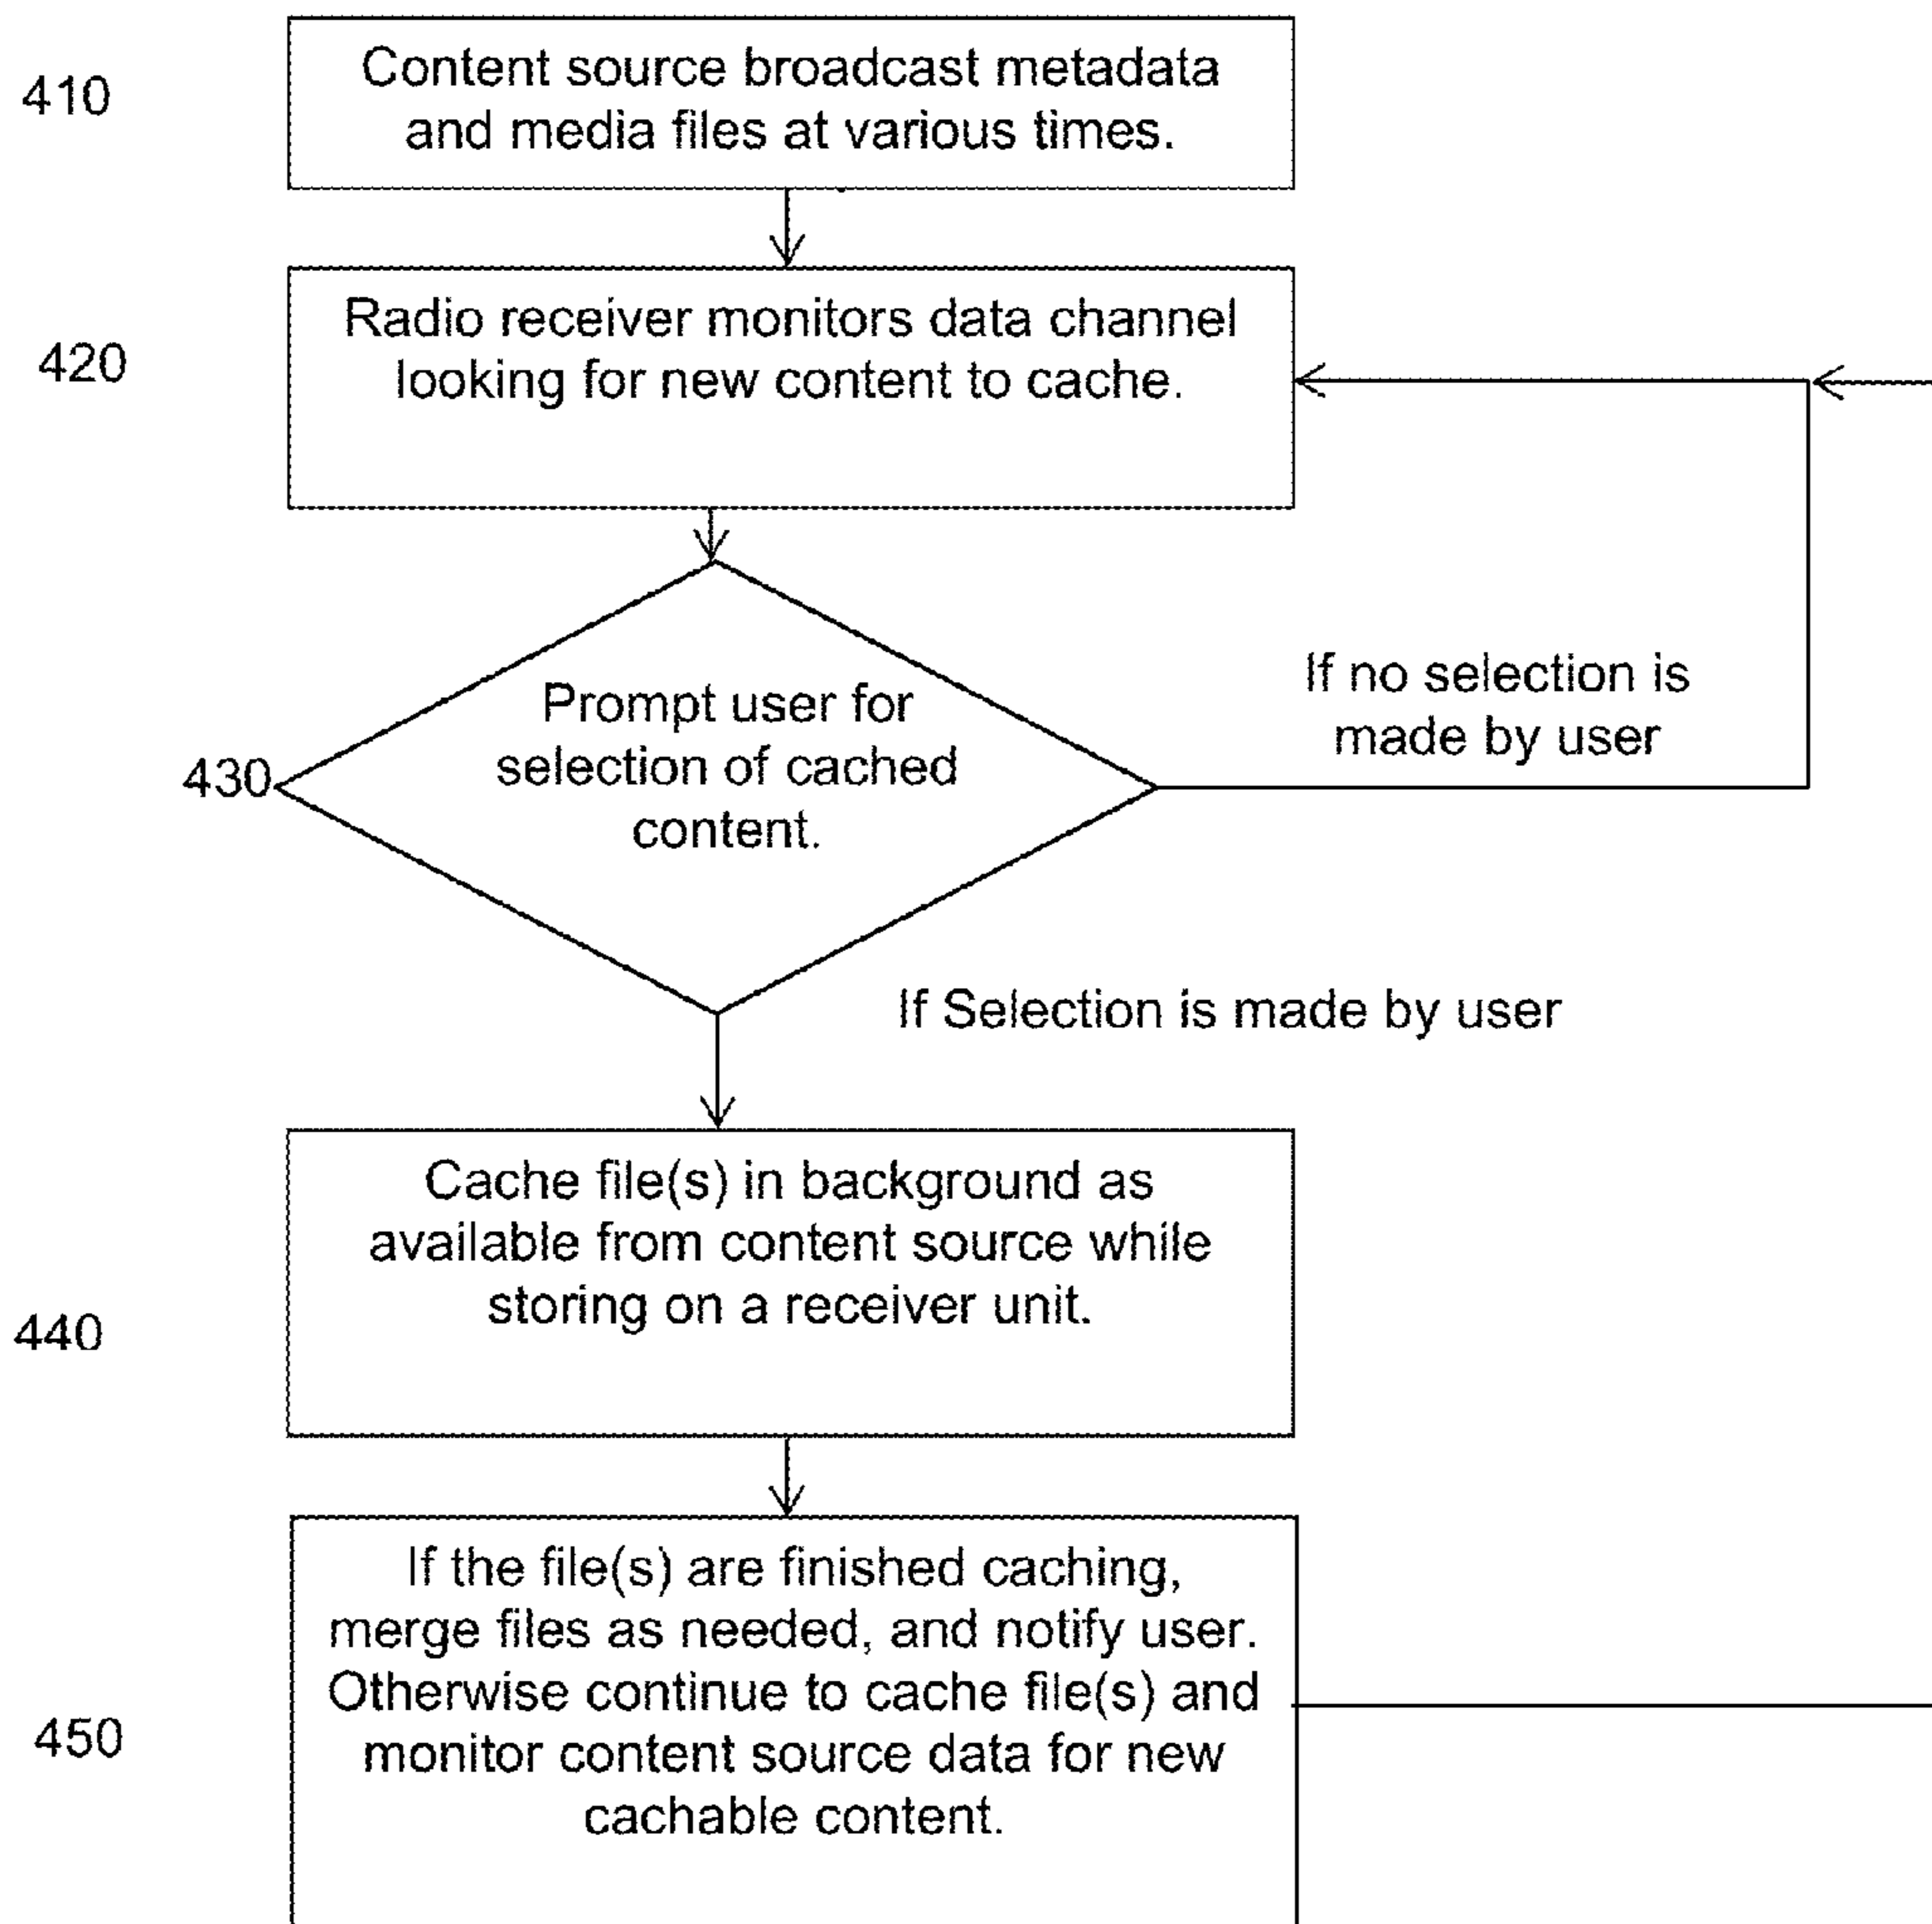 410
Content source broadcast metadata
and media files at various times.
420
Radio receiver monitors data channel
looking for new content to cache.
430
Prompt user for
selection of cached
content.
If no selection is
made by user
If Selection is made by user
440
Cache file(s) in background as
available from content source while
storing on a receiver unit.
450
If the file(s) are finished caching,
merge files as needed, and notify user.
Otherwise continue to cache file(s) and
monitor content source data for new
cachable content.